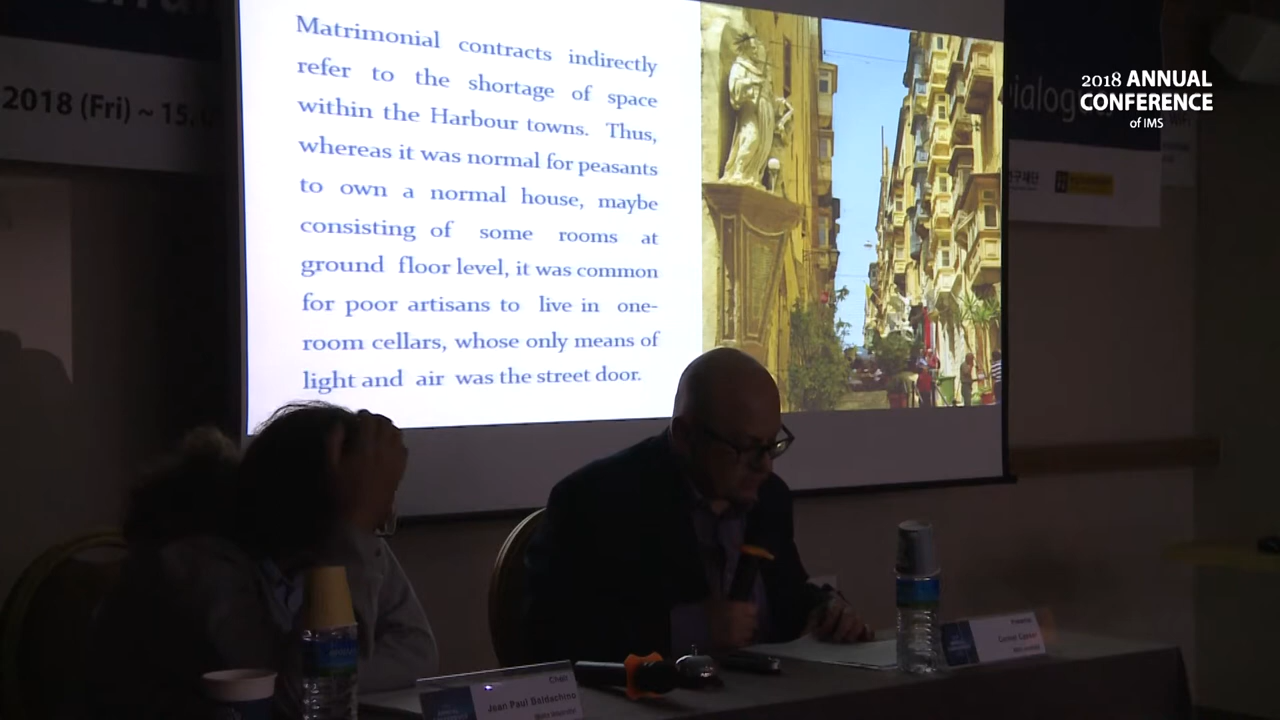 2018 (Fri) ~ 15.
Matrimonial contracts indirectly
refer to the shortage of space
within the Harbour towns. Thus,
whereas it was normal for peasants
to own a normal house, maybe
consisting of some rooms at
ground floor level, it was common
for poor artisans to live in one-
room cellars, whose only means of
light and air was the street door.
2018 ANNUAL
CONFERENCE
of IMS
Chair
Presenter